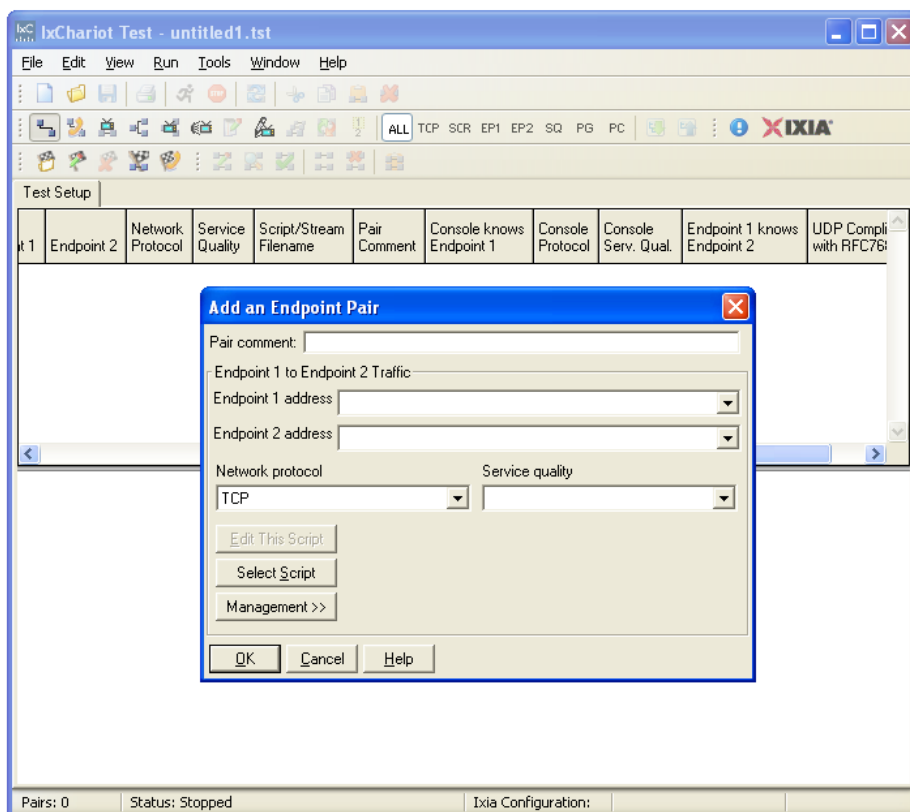 IxChariot Test - untitled1.tst
File Edit View Run Tools Window Help
ALL TCP SCR EP1 EP2 SQ PG PC IXIA
Test Setup
t 1 Endpoint 2 Network Protocol Service Quality Script/Stream Filename Pair Comment Console knows Endpoint 1 Console Protocol Console Serv. Qual. Endpoint 1 knows Endpoint 2 UDP Compli with RFC768
Add an Endpoint Pair
Pair comment:
Endpoint 1 to Endpoint 2 Traffic
Endpoint 1 address
Endpoint 2 address
Network protocol Service quality
TCP
Edit This Script
Select Script
Management >>
OK Cancel Help
Pairs: 0 Status: Stopped Ixia Configuration: